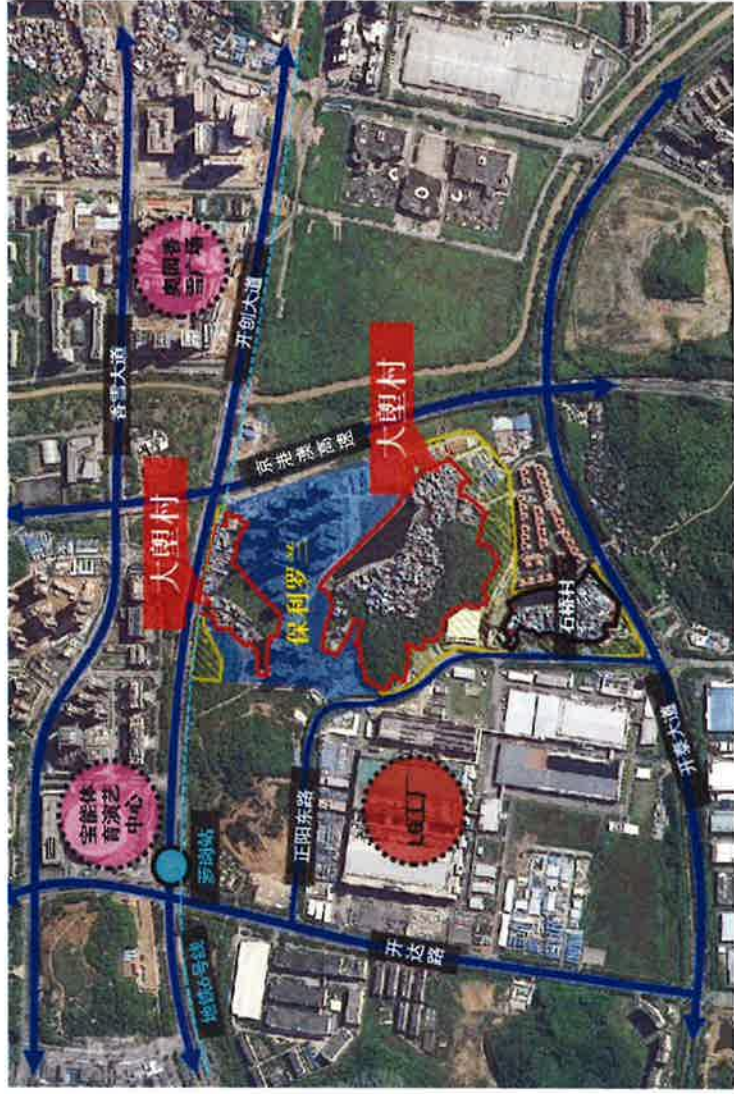 香雪大道
奥园香
雪广场
开创大道
京港澳高速
大塱村
大塱村
保利罗兰
石桥村
宝能体
育演艺
中心
萝岗站
地铁6号线
正阳东路
LG工厂
开达路
开泰大道